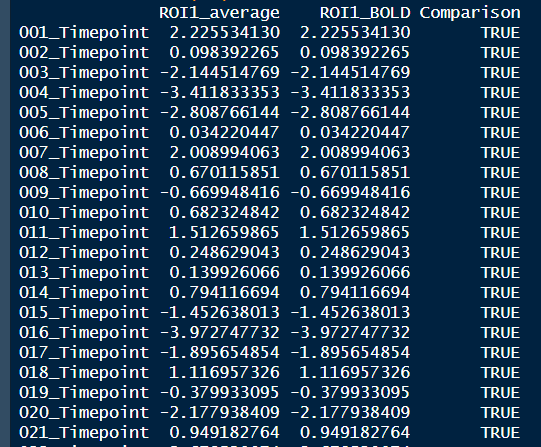 ROI1_average ROI1_BOLD Comparison
001_Timepoint 2.225534130 2.225534130 TRUE
002_Timepoint 0.098392265 0.098392265 TRUE
003_Timepoint -2.144514769 -2.144514769 TRUE
004_Timepoint -3.411833353 -3.411833353 TRUE
005_Timepoint -2.808766144 -2.808766144 TRUE
006_Timepoint 0.034220447 0.034220447 TRUE
007_Timepoint 2.008994063 2.008994063 TRUE
008_Timepoint 0.670115851 0.670115851 TRUE
009_Timepoint -0.669948416 -0.669948416 TRUE
010_Timepoint 0.682324842 0.682324842 TRUE
011_Timepoint 1.512659865 1.512659865 TRUE
012_Timepoint 0.248629043 0.248629043 TRUE
013_Timepoint 0.139926066 0.139926066 TRUE
014_Timepoint 0.794116694 0.794116694 TRUE
015_Timepoint -1.452638013 -1.452638013 TRUE
016_Timepoint -3.972747732 -3.972747732 TRUE
017_Timepoint -1.895654854 -1.895654854 TRUE
018_Timepoint 1.116957326 1.116957326 TRUE
019_Timepoint -0.379933095 -0.379933095 TRUE
020_Timepoint -2.177938409 -2.177938409 TRUE
021_Timepoint 0.949182764 0.949182764 TRUE